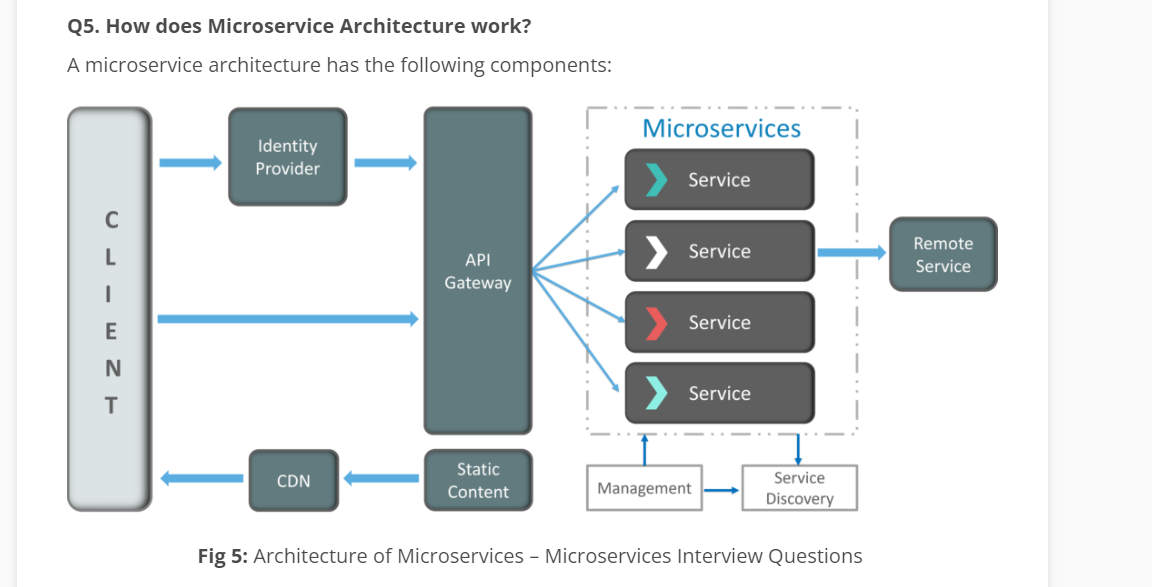 Q5. How does Microservice Architecture work?
A microservice architecture has the following components:
CLIENT
Identity
Provider
API
Gateway
Microservices
Service
Service
Service
Service
Remote
Service
CDN
Static
Content
Management
Service
Discovery
Fig 5: Architecture of Microservices – Microservices Interview Questions